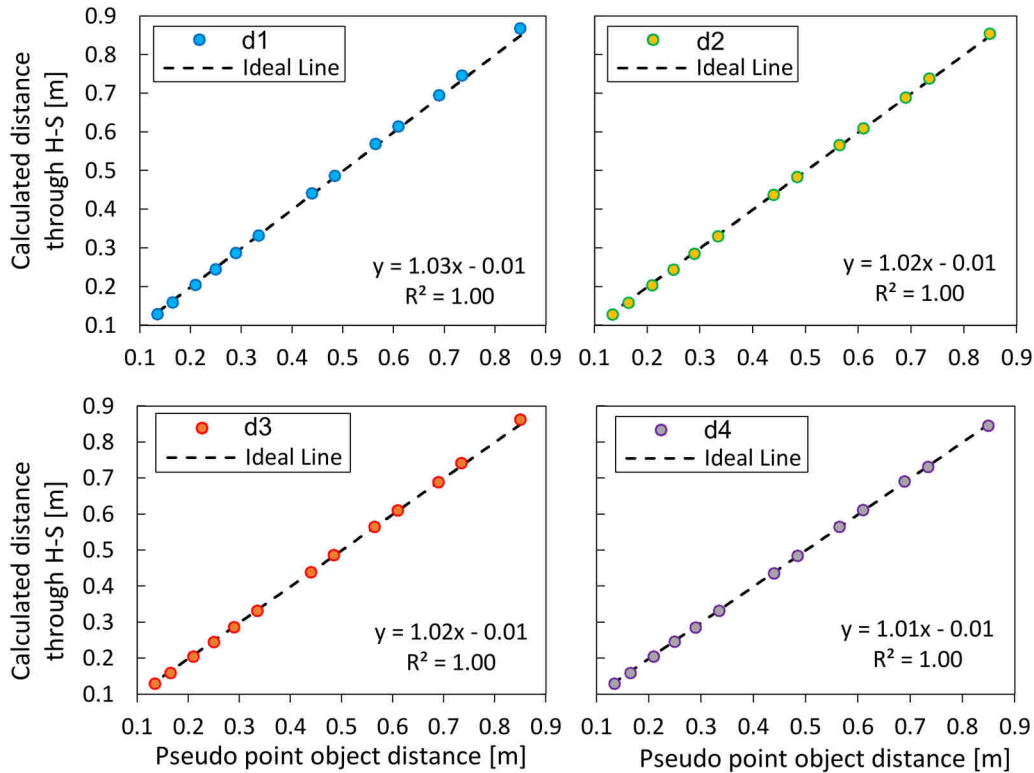 Calculated distance
through H-S [m]
0.9
0.8
0.7
0.6
0.5
0.4
0.3
0.2
0.1
d1
Ideal Line
y = 1.03x - 0.01
R² = 1.00
0.1 0.2 0.3 0.4 0.5 0.6 0.7 0.8 0.9
d2
Ideal Line
y = 1.02x - 0.01
R² = 1.00
0.1 0.2 0.3 0.4 0.5 0.6 0.7 0.8 0.9
Calculated distance
through H-S [m]
0.9
0.8
0.7
0.6
0.5
0.4
0.3
0.2
0.1
d3
Ideal Line
y = 1.02x - 0.01
R² = 1.00
0.1 0.2 0.3 0.4 0.5 0.6 0.7 0.8 0.9
Pseudo point object distance [m]
d4
Ideal Line
y = 1.01x - 0.01
R² = 1.00
0.1 0.2 0.3 0.4 0.5 0.6 0.7 0.8 0.9
Pseudo point object distance [m]